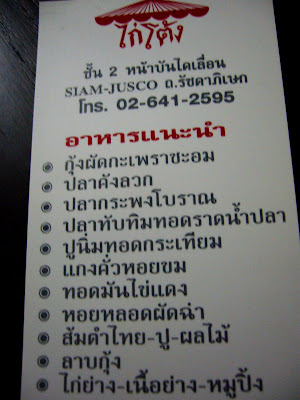 ไก่โต้ง
ชั้น 2 หน้าบันไดเลื่อน
SIAM-JUSCO ถ.รัชดาภิเษก
โทร. 02-641-2595
อาหารแนะนำ
กุ้งผัดกะเพราชะอม
ปลาคังลวก
ปลากระพงโบราณ
ปลาทับทิมทอดราดน้ำปลา
ปูนิ่มทอดกระเทียม
แกงคั่วหอยขม
ทอดมันไข่แดง
หอยหลอดผัดฉ่า
ส้มตำไทย-ปู-ผลไม้
ลาบกุ้ง
ไก่ย่าง-เนื้อย่าง-หมูปิ้ง